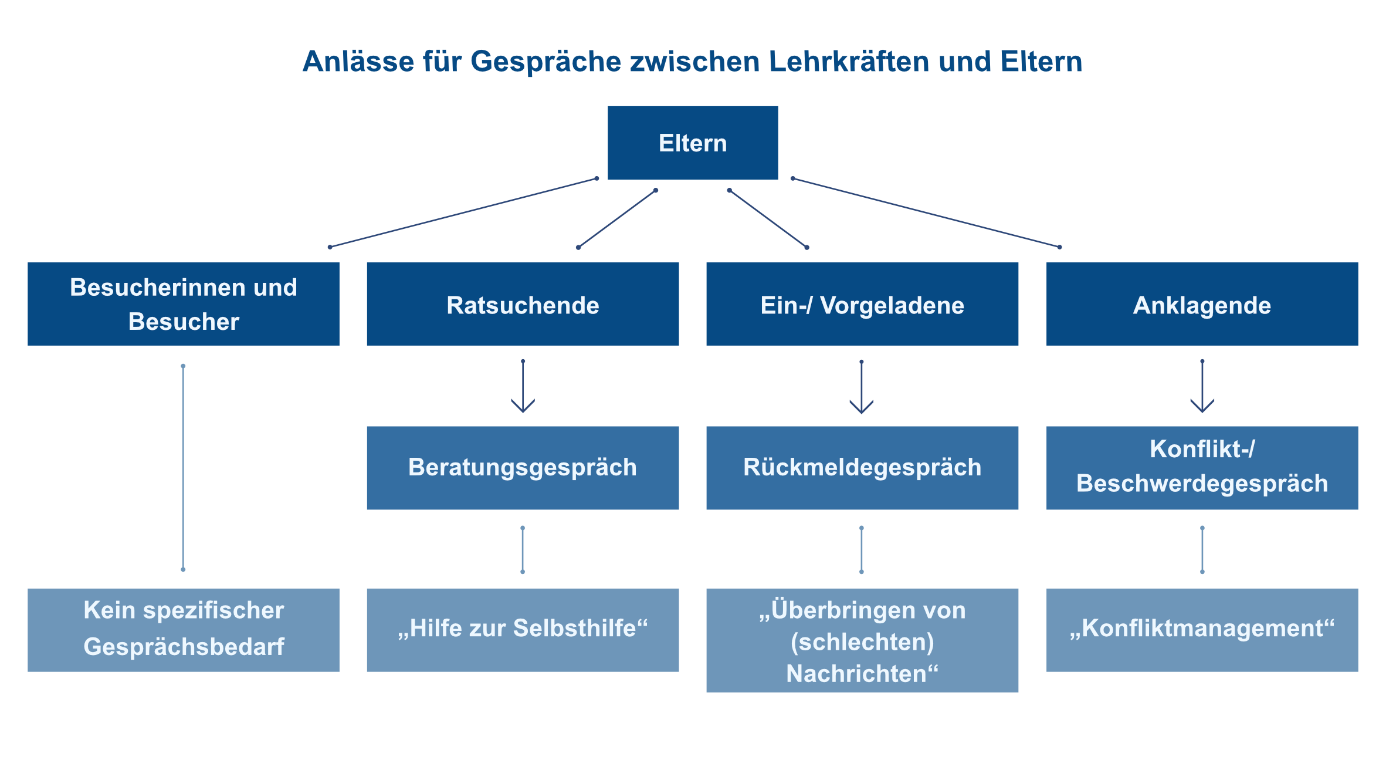 Anlässe für Gespräche zwischen Lehrkräften und Eltern
Eltern
Besucherinnen und
Besucher
Ratsuchende
Ein-/ Vorgeladene
Anklagende
Beratungsgespräch
Rückmeldegespräch
Konflikt-/
Beschwerdegespräch
Kein spezifischer
Gesprächsbedarf
„Hilfe zur Selbsthilfe“
„Überbringen von
(schlechten)
Nachrichten“
„Konfliktmanagement“